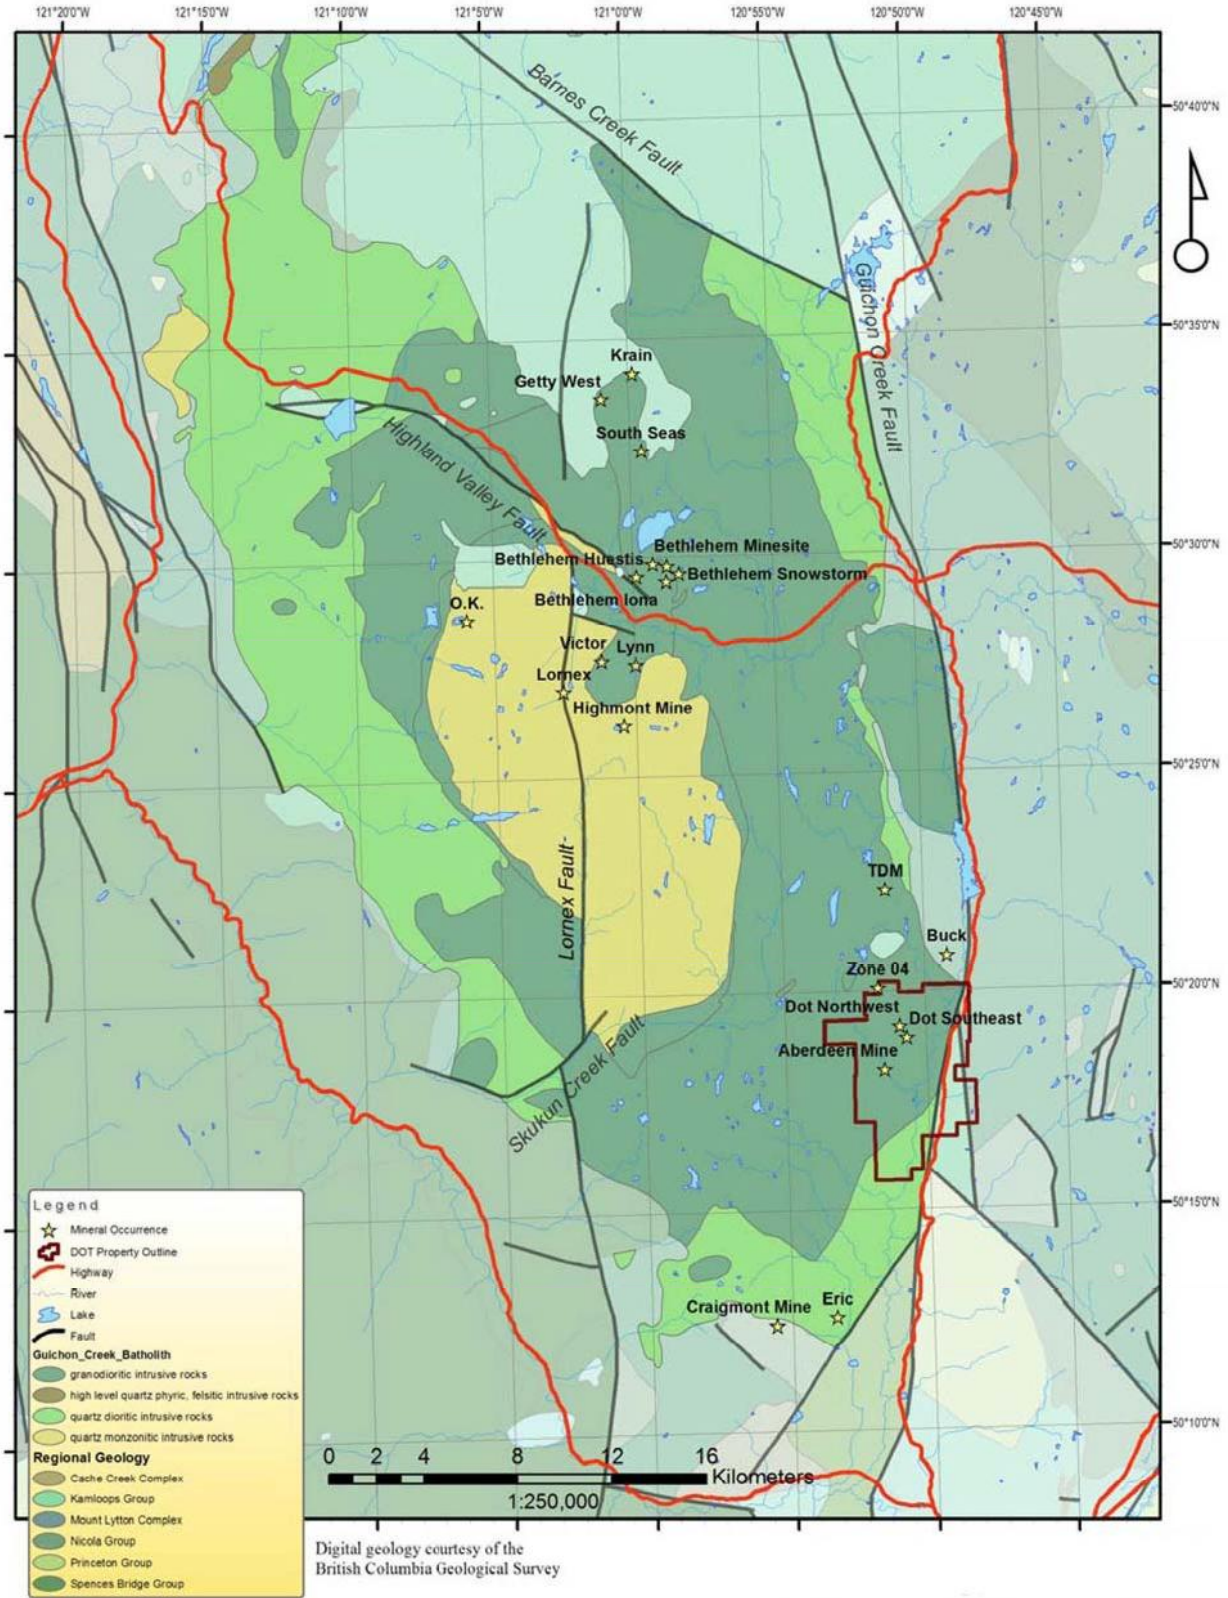 121°20'0"W 121°15'0"W 121°10'0"W 121°5'0"W 121°0'0"W 120°55'0"W 120°50'0"W 120°45'0"W
Barnes Creek Fault
50°40'0"N
Guichon Creek Fault
50°35'0"N
Krain
Getty West
South Seas
Highland Valley Fault
50°30'0"N
Bethlehem Minesite
Bethlehem Huestis
Bethlehem Snowstorm
Bethlehem Iona
O.K.
Victor
Lynn
Lornex
Highmont Mine
50°25'0"N
Lornex Fault
TDM
Buck
Zone 04
50°20'0"N
Dot Northwest
Dot Southeast
Aberdeen Mine
Skukun Creek Fault
50°15'0"N
Craigmont Mine
Eric
50°10'0"N
Legend
Mineral Occurrence
DOT Property Outline
Highway
River
Lake
Fault
Guichon_Creek_Batholith
granodioritic intrusive rocks
high level quartz phyric, felsitic intrusive rocks
quartz dioritic intrusive rocks
quartz monzonitic intrusive rocks
Regional Geology
Cache Creek Complex
Kamloops Group
Mount Lytton Complex
Nicola Group
Princeton Group
Spences Bridge Group
0 2 4 8 12 16
Kilometers
1:250,000
Digital geology courtesy of the
British Columbia Geological Survey